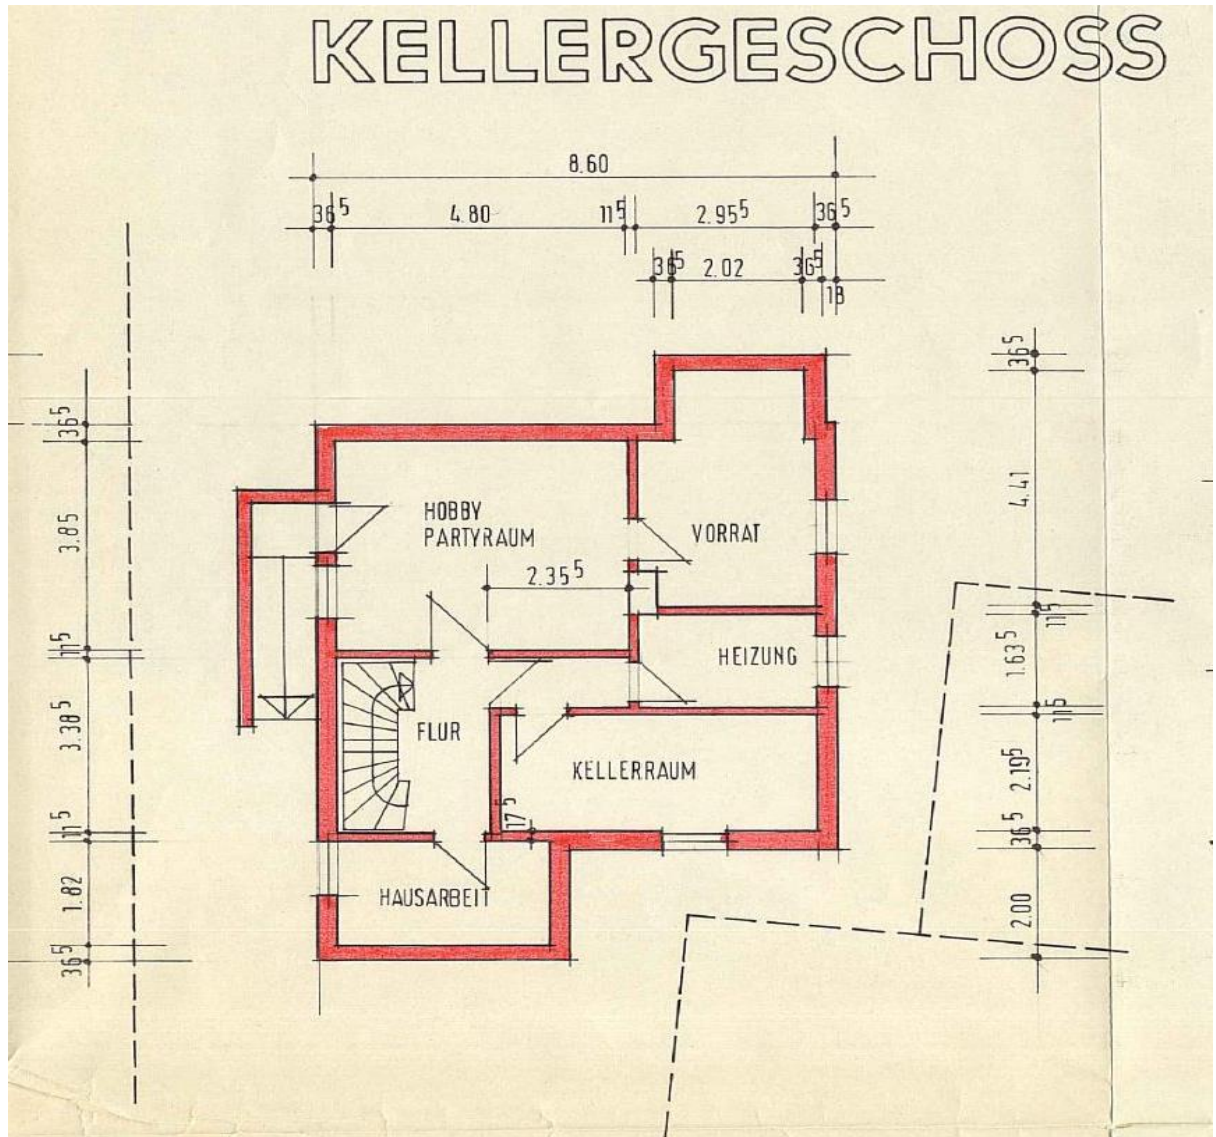 KELLERGESCHOSS
8.60
36⁵ 4.80 11⁵ 2.95⁵ 36⁵
36⁵ 2.02 36⁵
18
36⁵
3.85
11⁵
3.38⁵
11⁵
1.82
36⁵
HOBBY
PARTYRAUM
VORRAT
2.35⁵
HEIZUNG
FLUR
KELLERRAUM
17⁵
HAUSARBEIT
36⁵
4.41
11⁵
1.63⁵
11⁵
2.19⁵
36⁵
2.00